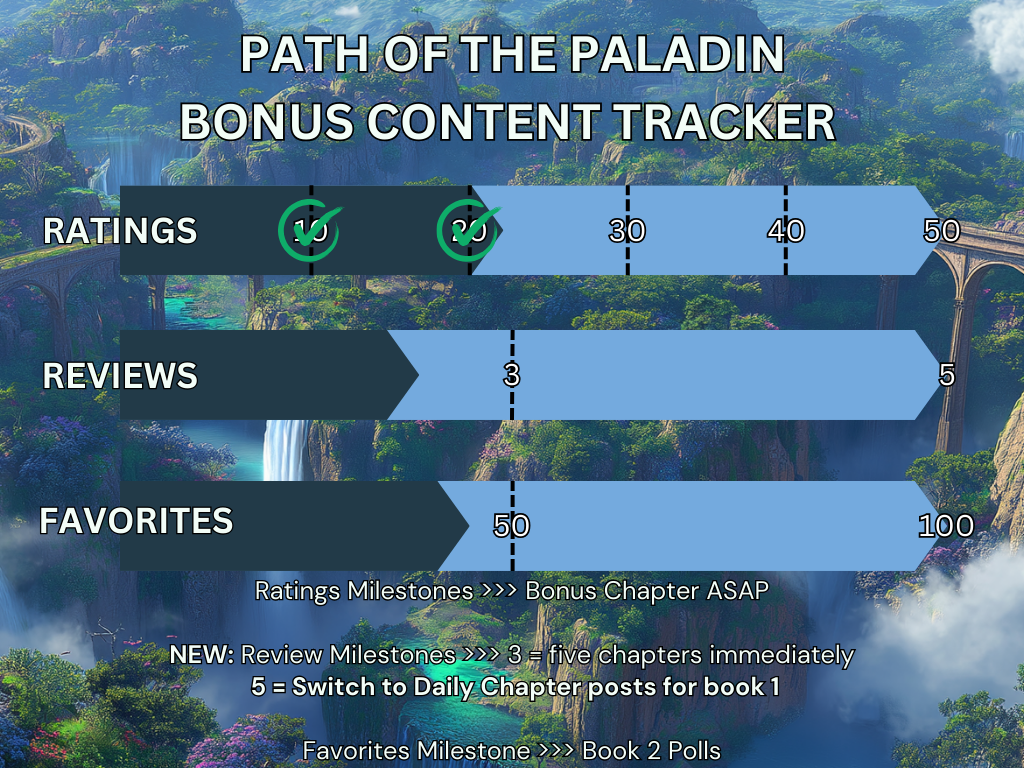 PATH OF THE PALADIN
BONUS CONTENT TRACKER
RATINGS 10 20 30 40 50
REVIEWS 3 5
FAVORITES 50 100
Ratings Milestones >>> Bonus Chapter ASAP
NEW: Review Milestones >>> 3 = five chapters immediately
5 = Switch to Daily Chapter posts for book 1
Favorites Milestone >>> Book 2 Polls